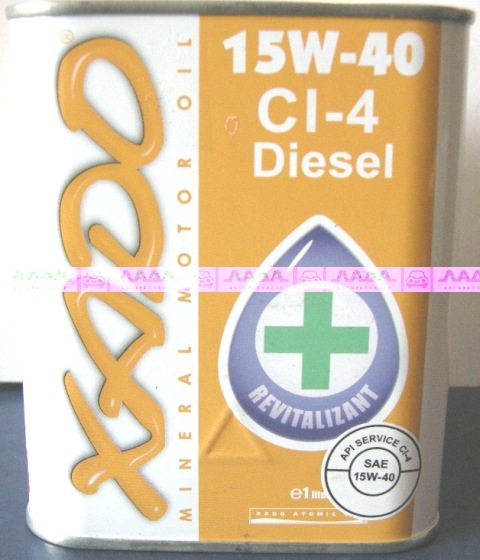 XADO®
MINERAL MOTOR OIL
15W-40
CI-4
Diesel
REVITALIZANT
API SERVICE CI-4
SAE
15W-40
e1
XADO ATOMIC